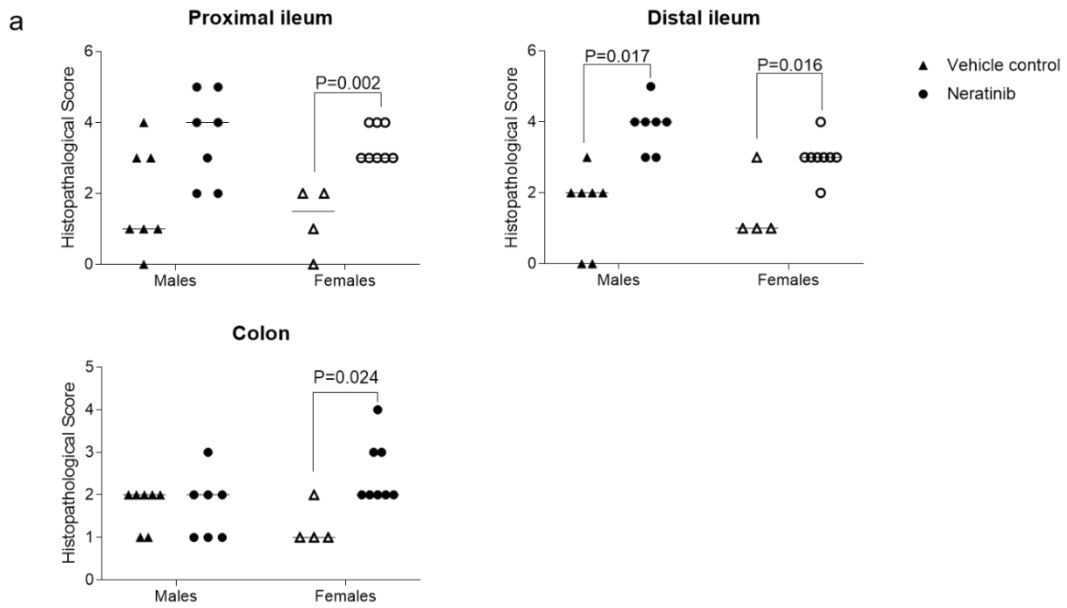 a
Proximal ileum
Histopathalogical Score
6
4
2
0
P=0.002
Males
Females
Distal ileum
Histopathological Score
6
4
2
0
P=0.017
P=0.016
Males
Females
Vehicle control
Neratinib
Colon
Histopathological Score
5
4
3
2
1
0
P=0.024
Males
Females